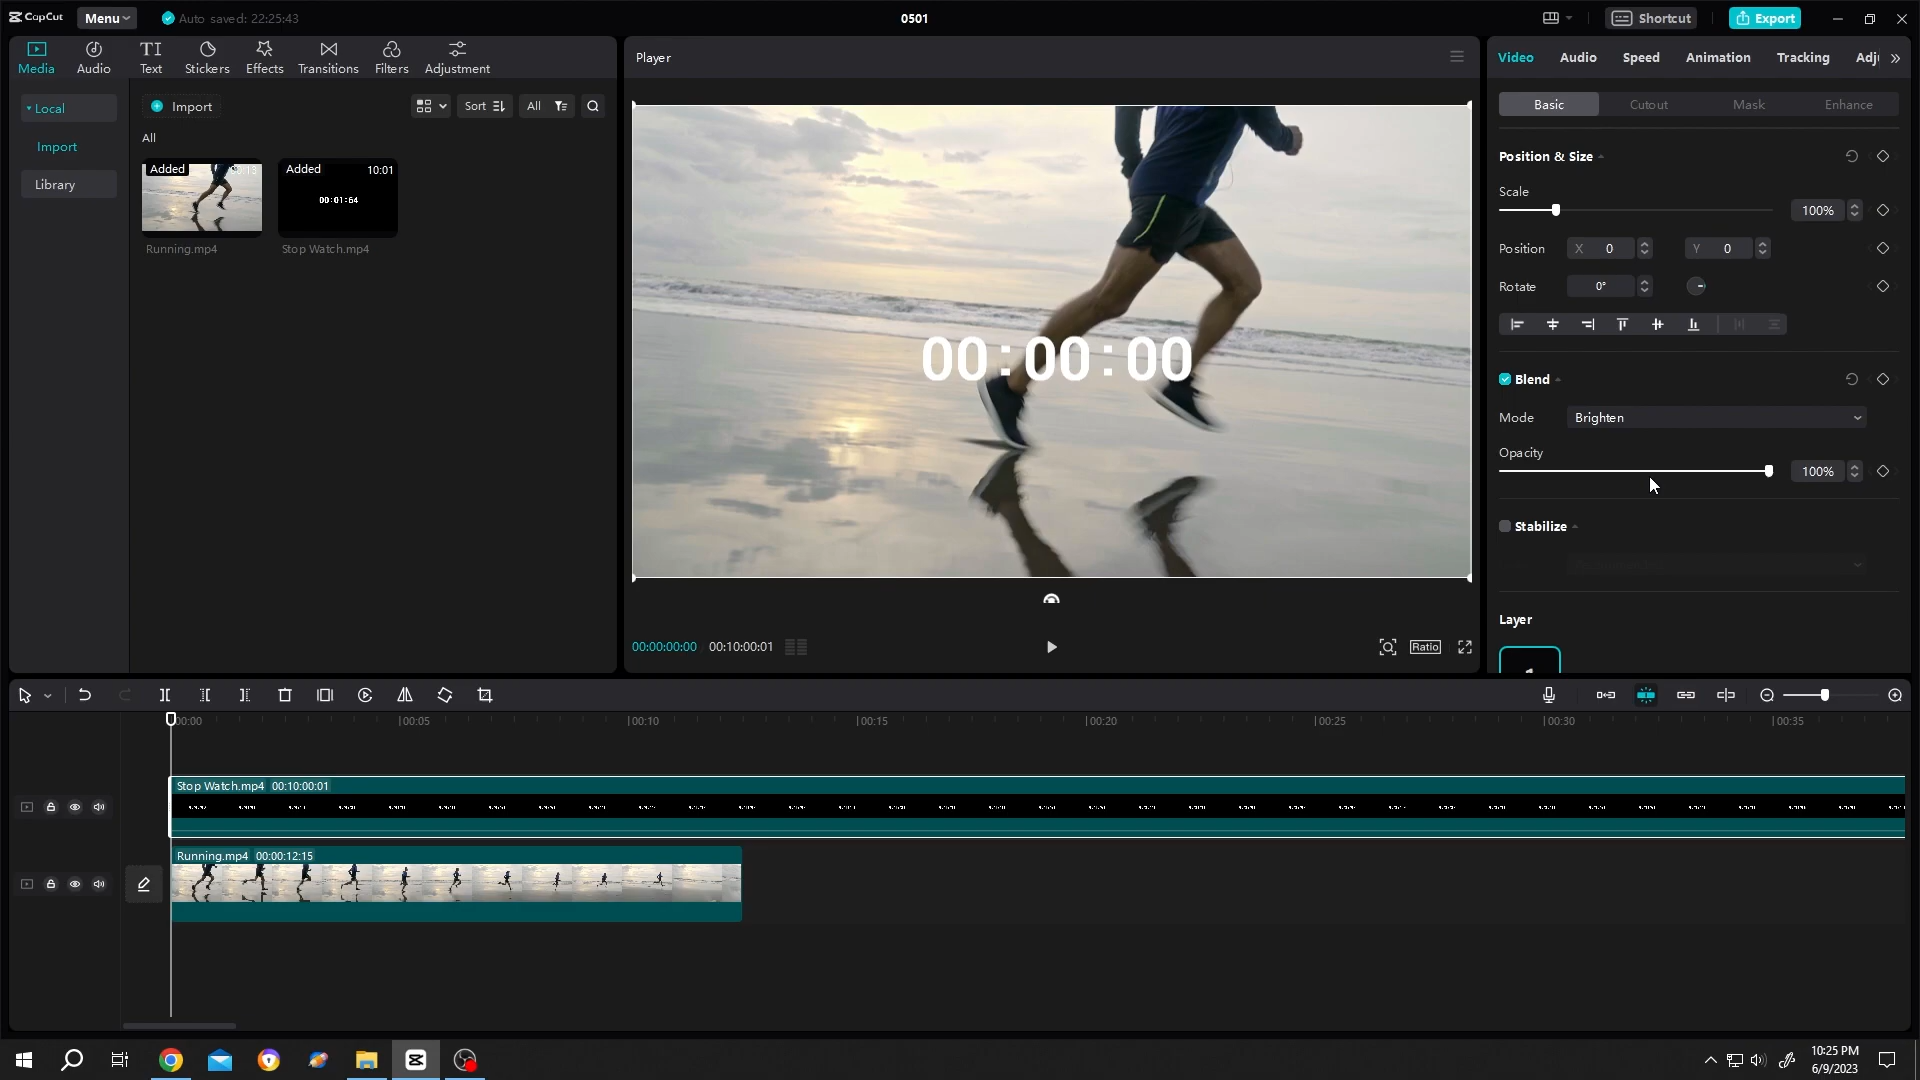 CapCut
Menu
Auto saved: 22:25:43
0501
Shortcut
Export
Media
Audio
Text
Stickers
Effects
Transitions
Filters
Adjustment
Local
Import
Library
Import
Sort
All
All
Added
Running.mp4
Added 10:01
00:01:64
Stop Watch.mp4
Player
00:00:00
00:00:00:00 00:10:00:01
Ratio
Video
Audio
Speed
Animation
Tracking
Adj
Basic
Cutout
Mask
Enhance
Position & Size
Scale
100%
Position X 0 Y 0
Rotate 0°
Blend
Mode Brighten
Opacity
100%
Stabilize
Layer
00:00 00:05 00:10 00:15 00:20 00:25 00:30 00:35
Stop Watch.mp4 00:10:00:01
Running.mp4 00:00:12:15
10:25 PM
6/9/2023